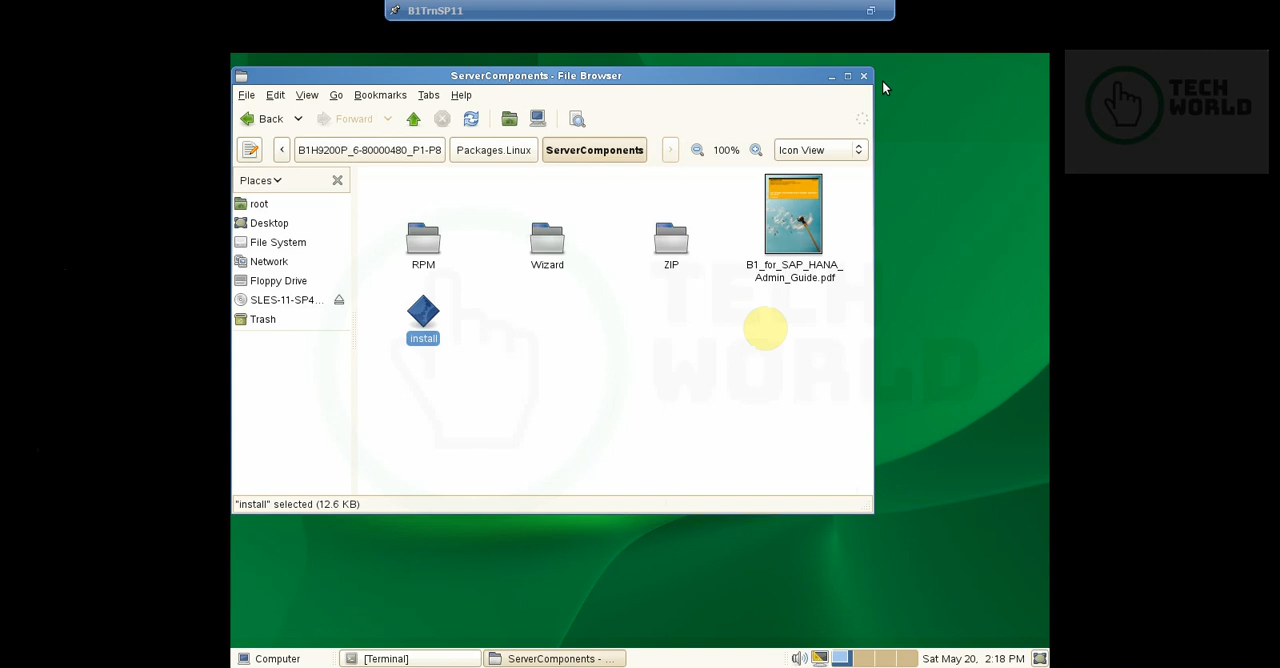 B1TrnSP11
TECH
WORLD
ServerComponents - File Browser
File Edit View Go Bookmarks Tabs Help
Back Forward
B1H9200P_6-80000480_P1-P8 Packages.Linux ServerComponents 100% Icon View
Places
root
Desktop
File System
Network
Floppy Drive
SLES-11-SP4...
Trash
RPM Wizard ZIP B1_for_SAP_HANA_
Admin_Guide.pdf
install
TECH
WORLD
"install" selected (12.6 KB)
Computer [Terminal] ServerComponents - ... Sat May 20, 2:18 PM